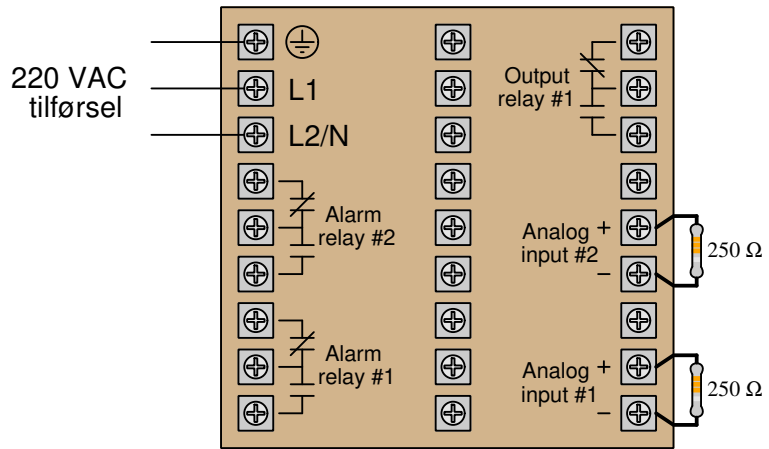 220 VAC
tilførsel
L1
L2/N
Output
relay #1
Alarm
relay #2
Analog
input #2
+
−
250 Ω
Alarm
relay #1
Analog
input #1
+
−
250 Ω